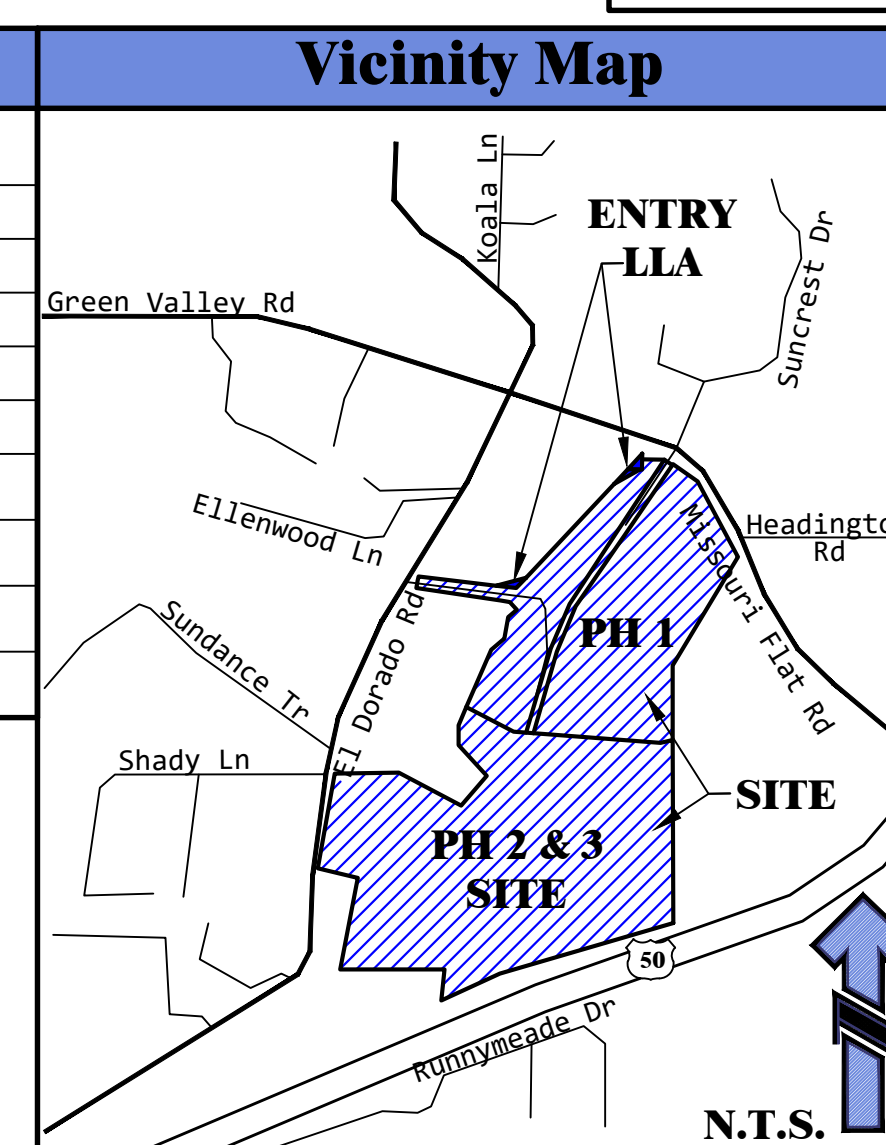 Vicinity Map
Koala Ln
ENTRY
LLA
Suncrest Dr
Green Valley Rd
Ellenwood Ln
Missouri Flat Rd
Headingto
Rd
Sundance Tr
El Dorado Rd
PH 1
Shady Ln
SITE
PH 2 & 3
SITE
50
Runnymeade Dr
N.T.S.